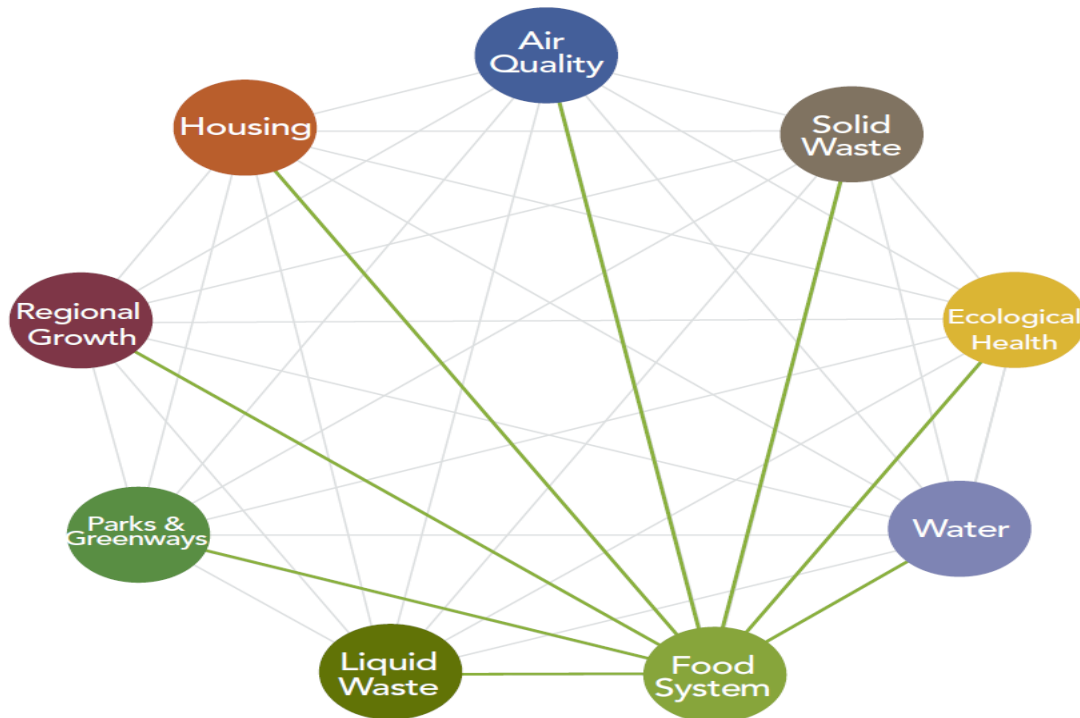 Air
Quality
Housing
Solid
Waste
Regional
Growth
Ecological
Health
Parks &
Greenways
Water
Liquid
Waste
Food
System